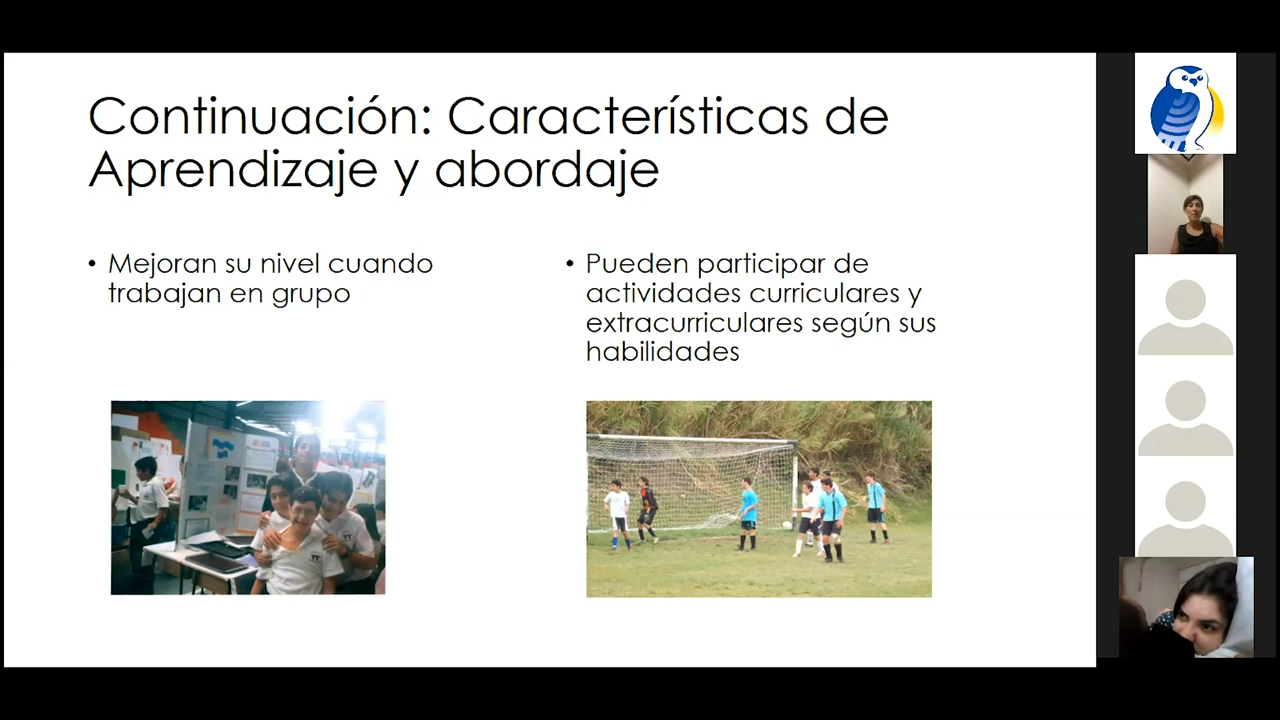 Continuación: Características de
Aprendizaje y abordaje
• Mejoran su nivel cuando
trabajan en grupo
• Pueden participar de
actividades curriculares y
extracurriculares según sus
habilidades